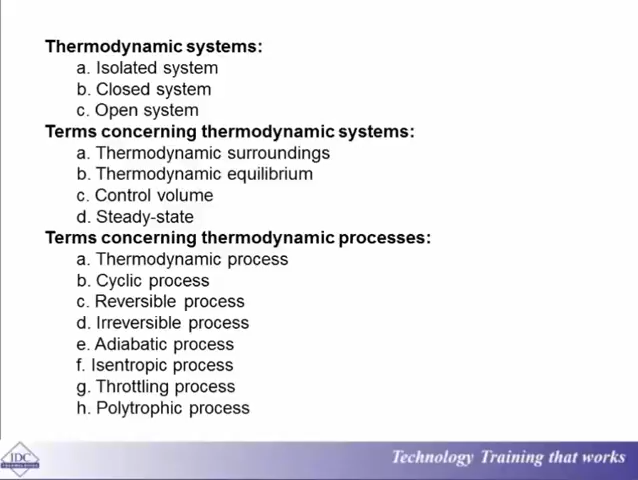 Thermodynamic systems:
a. Isolated system
b. Closed system
c. Open system
Terms concerning thermodynamic systems:
a. Thermodynamic surroundings
b. Thermodynamic equilibrium
c. Control volume
d. Steady-state
Terms concerning thermodynamic processes:
a. Thermodynamic process
b. Cyclic process
c. Reversible process
d. Irreversible process
e. Adiabatic process
f. Isentropic process
g. Throttling process
h. Polytrophic process
IDC
TECHNOLOGIES
Technology Training that works